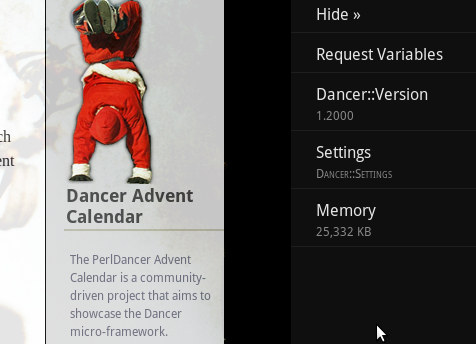 ch
ent
Dancer Advent
Calendar
The PerlDancer Advent
Calendar is a community-
driven project that aims to
showcase the Dancer
micro-framework.
Hide »
Request Variables
Dancer::Version
1.2000
Settings
Dancer::Settings
Memory
25,332 KB